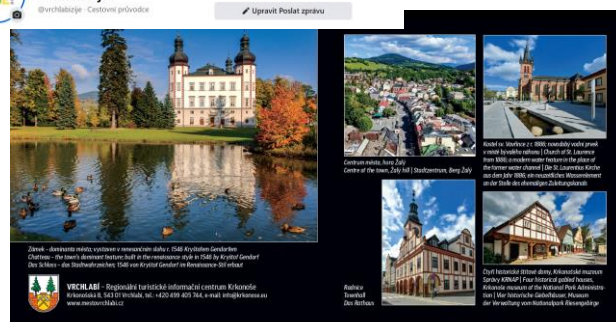 @vrchlabizije · Cestovní průvodce
Upravit Poslat zprávu
Zámek – dominanta města; vystaven v renesančním slohu r. 1546 Kryštofem Gendorfem
Chatteau – the town's dominant feature; built in the renaissance style in 1546 by Kryštof Gendorf
Das Schloss – das Stadtwahrzeichen; 1546 von Kryštof Gendorf im Renaissance-Stil erbaut
VRCHLABÍ – Regionální turistické informační centrum Krkonoše
Krkonošská 8, 543 01 Vrchlabí, tel. +420 499 405 744, e-mail: info@krkonose.eu
www.mestovrchlabi.cz
Centrum města, hora Žalý
Centre of the town, Žalý hill | Stadtzentrum, Berg Žalý
Radnice
Townhall
Das Rathaus
Kostel sv. Vavřince z r. 1886; novodobý vodní prvek
v místě bývalého náhonu | Church of St. Laurence
from 1886; a modern water feature in the place of
the former water channel | Die St. Laurentius Kirche
aus dem Jahr 1886; ein neuzeitliches Wasserelement
an der Stelle des ehemaligen Zuleitungskanals
Čtyři historické štítové domy, Krkonošské muzeum
Správy KRNAP | Four historical gabled houses,
Krkonoše museum of the National Park Administra-
tion | Vier historische Giebelhäuser, Museum
der Verwaltung vom Nationalpark Riesengebirge